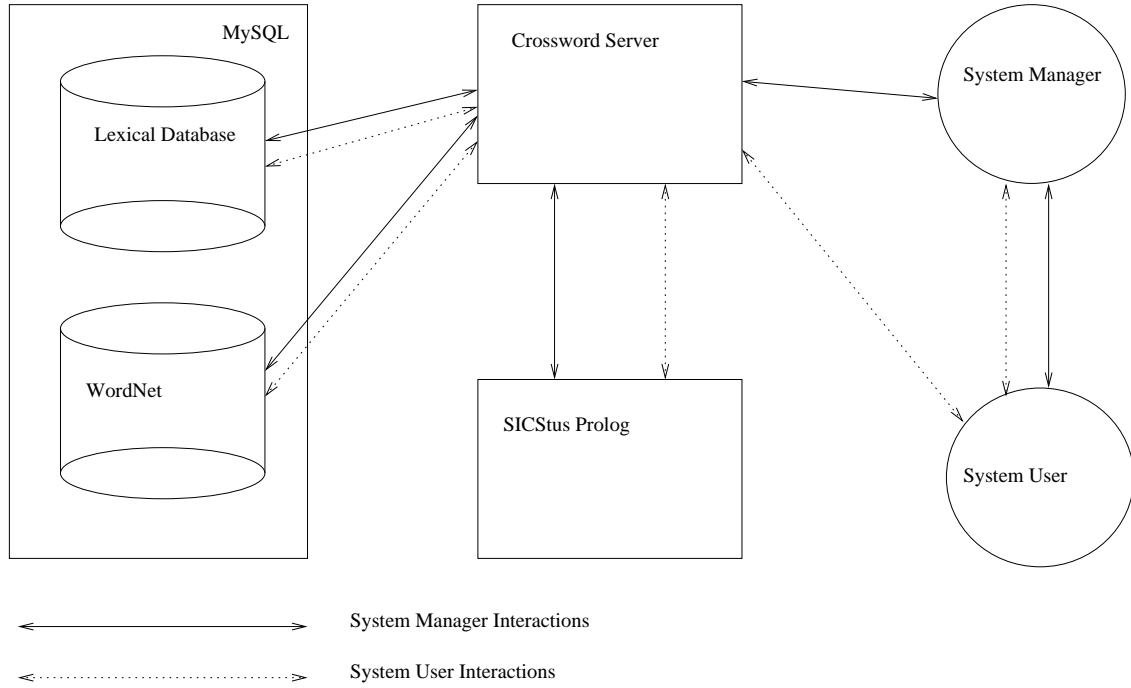 MySQL
Crossword Server
System Manager
Lexical Database
WordNet
SICStus Prolog
System User
System Manager Interactions
System User Interactions